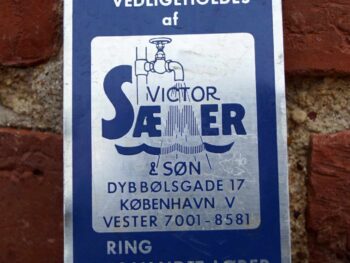 VEDLIGEHOLDES
af
VICTOR
SÆMER
& SØN
DYBBØLSGADE 17
KØBENHAVN V
VESTER 7001-8581
RING